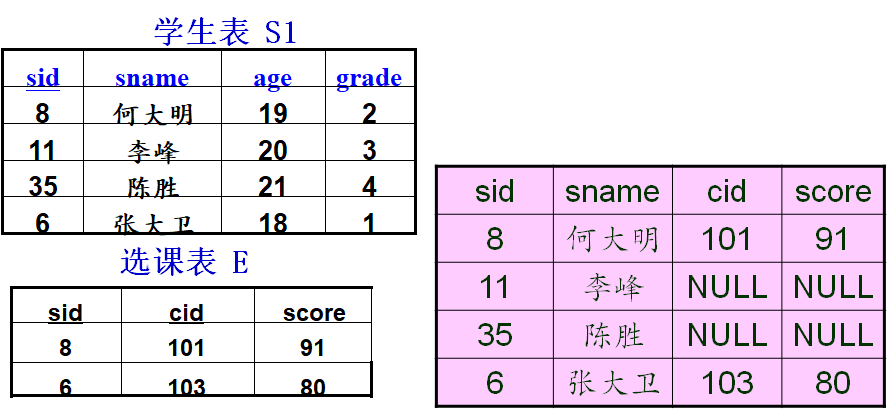 学生表 S1
sid sname age grade
8 何大明 19 2
11 李峰 20 3
35 陈胜 21 4
6 张大卫 18 1
选课表 E
sid cid score
8 101 91
6 103 80
sid sname cid score
8 何大明 101 91
11 李峰 NULL NULL
35 陈胜 NULL NULL
6 张大卫 103 80